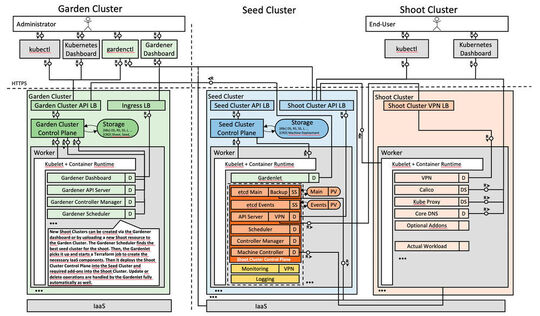 Garden Cluster
Seed Cluster
Shoot Cluster
Administrator
End-User
kubectl
Kubernetes
Dashboard
gardenctl
Gardener
Dashboard
kubectl
Kubernetes
Dashboard
HTTPS
Garden Cluster
Garden Cluster API LB
Ingress LB
Garden Cluster
Control Plane
Storage
Worker
Kubelet + Container Runtime
Gardener Dashboard D
Gardener API Server D
Gardener Controller Manager D
Gardener Scheduler D
New Shoot Clusters can be created via the Gardener
dashboard or by uploading a new Shoot resource to
the Garden Cluster. The Gardener Scheduler finds the
best seed cluster for the shoot. Then, the Gardenlet
picks it up and starts a Terraform job to create the
necessary IaaS components. Then it deploys the Shoot
Cluster Control Plane into the Seed Cluster and
required add-ons into the Shoot Cluster. Update or
delete operations are handled by the Gardenlet fully
automatically as well.
•••
•••
IaaS
Seed Cluster
Seed Cluster API LB
Shoot Cluster API LB
Seed Cluster
Control Plane
Storage
Worker
Kubelet + Container Runtime
Gardenlet D
etcd Main Backup SS
Main PV
etcd Events SS
Events PV
API Server VPN D
Scheduler D
Controller Manager D
Machine Controller D
Shoot Cluster Control Plane
Monitoring VPN
Logging
•••
•••
IaaS
Shoot Cluster
Shoot Cluster VPN LB
Worker
Kubelet + Container Runtime
VPN D
Calico DS
Kube Proxy DS
Core DNS D
Optional Addons
Actual Workload
•••
•••